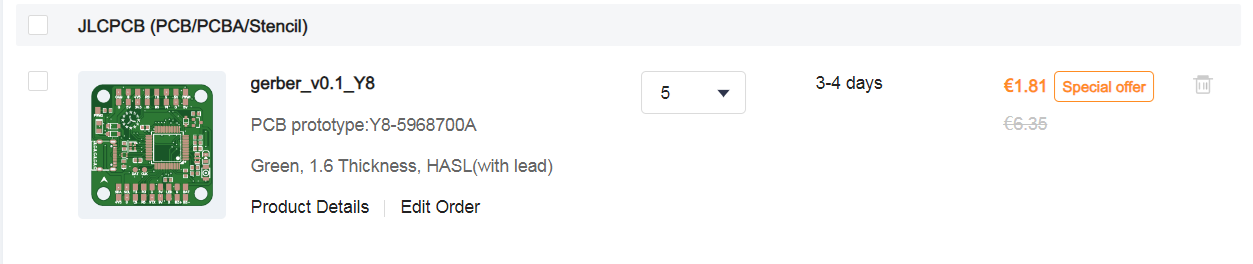 JLCPCB (PCB/PCBA/Stencil)
gerber_v0.1_Y8
5
3-4 days
€1.81 Special offer
€6.35
PCB prototype:Y8-5968700A
Green, 1.6 Thickness, HASL(with lead)
Product Details | Edit Order